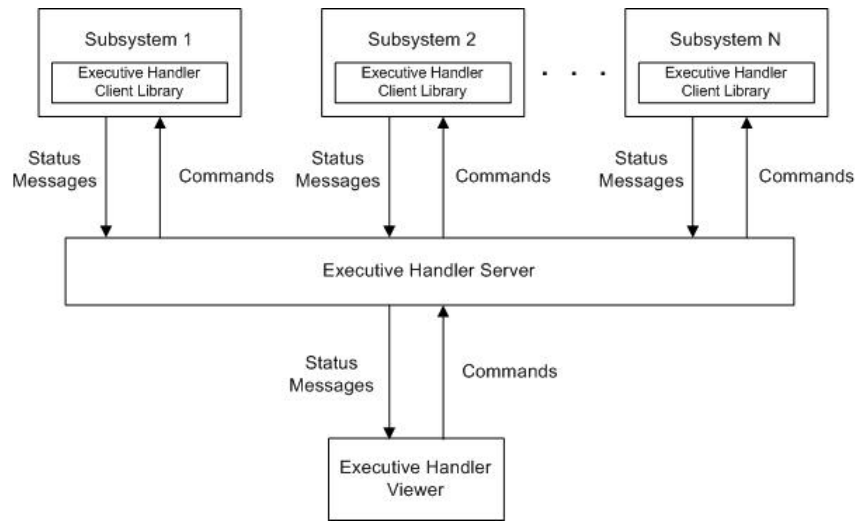 Subsystem 1
Executive Handler
Client Library
Subsystem 2
Executive Handler
Client Library
. . .
Subsystem N
Executive Handler
Client Library
Status
Messages
Commands
Status
Messages
Commands
Status
Messages
Commands
Executive Handler Server
Status
Messages
Commands
Executive Handler
Viewer